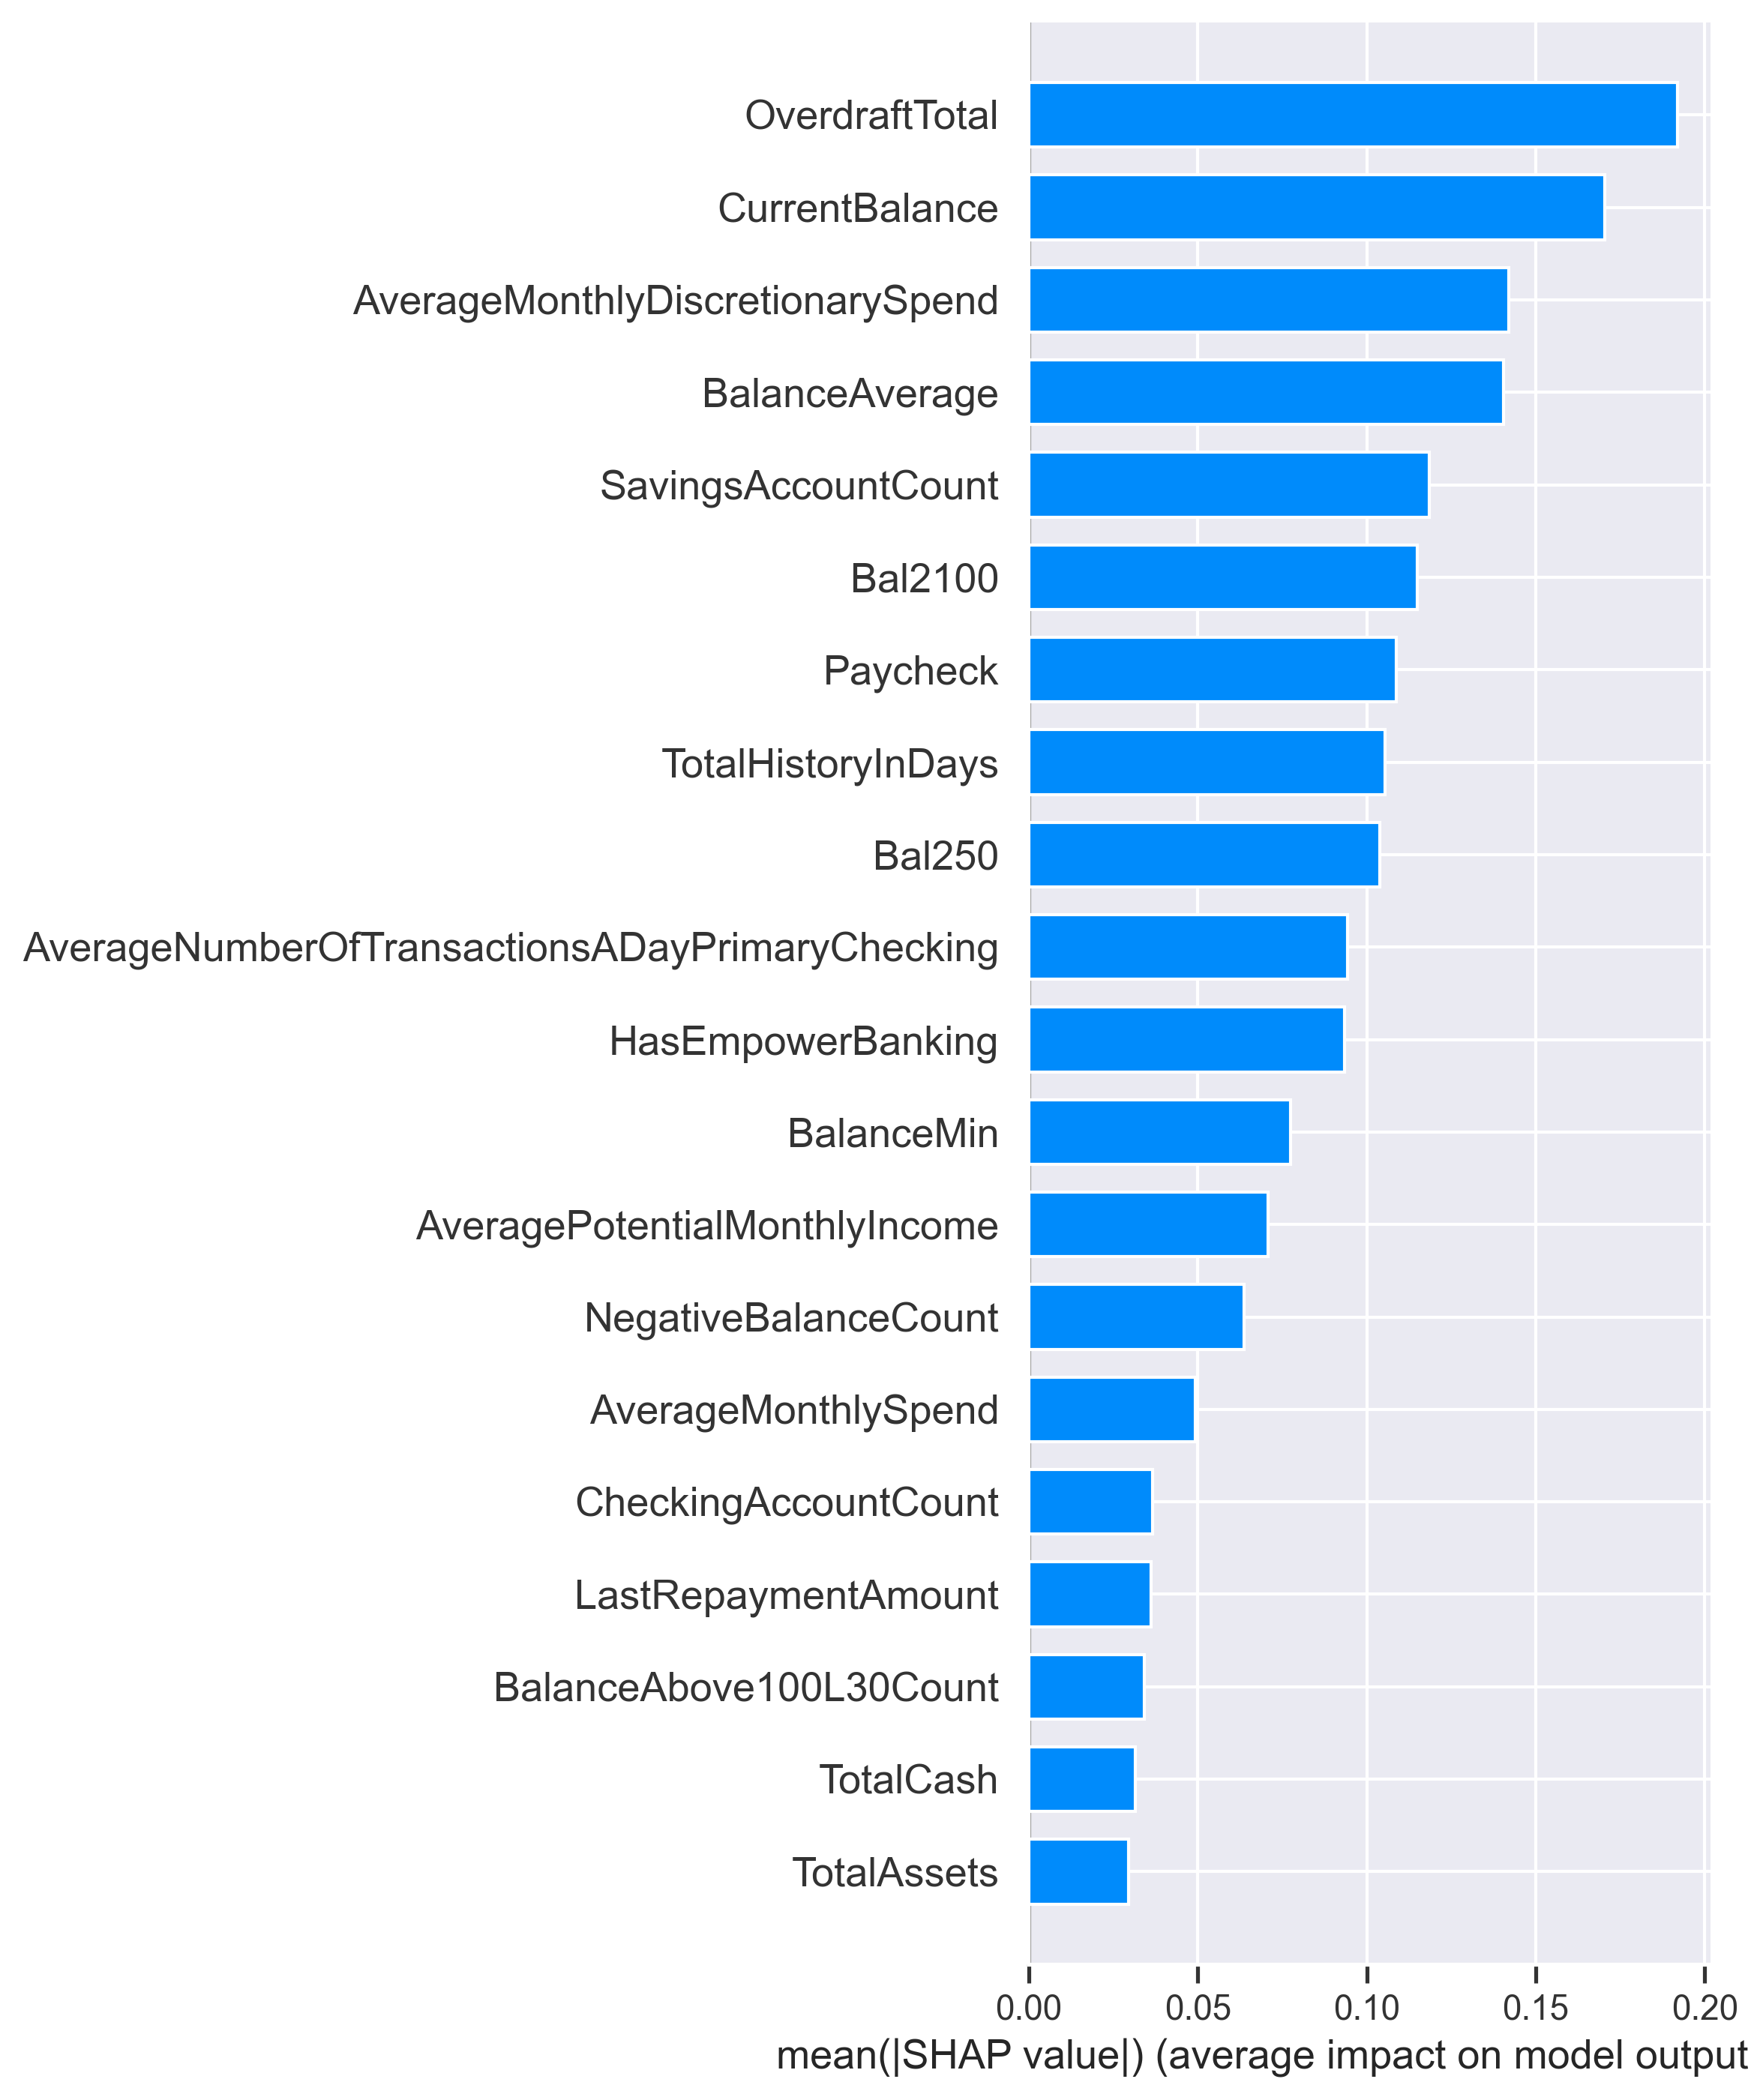 OverdraftTotal
CurrentBalance
AverageMonthlyDiscretionarySpend
BalanceAverage
SavingsAccountCount
Bal2100
Paycheck
TotalHistoryInDays
Bal250
AverageNumberOfTransactionsADayPrimaryChecking
HasEmpowerBanking
BalanceMin
AveragePotentialMonthlyIncome
NegativeBalanceCount
AverageMonthlySpend
CheckingAccountCount
LastRepaymentAmount
BalanceAbove100L30Count
TotalCash
TotalAssets
0.00 0.05 0.10 0.15 0.20
mean(|SHAP value|) (average impact on model output